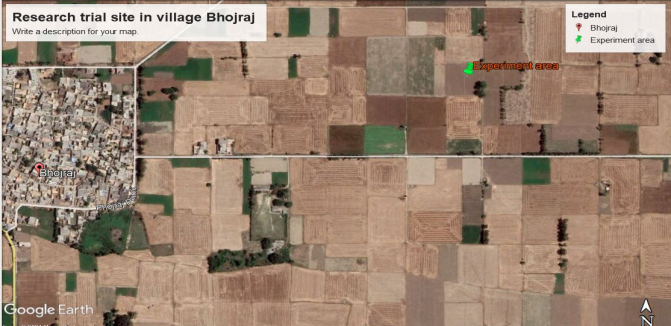 Research trial site in village Bhojraj
Write a description for your map.
Legend
Bhojraj
Experiment area
Experiment area
Bhojraj
Google Earth
N